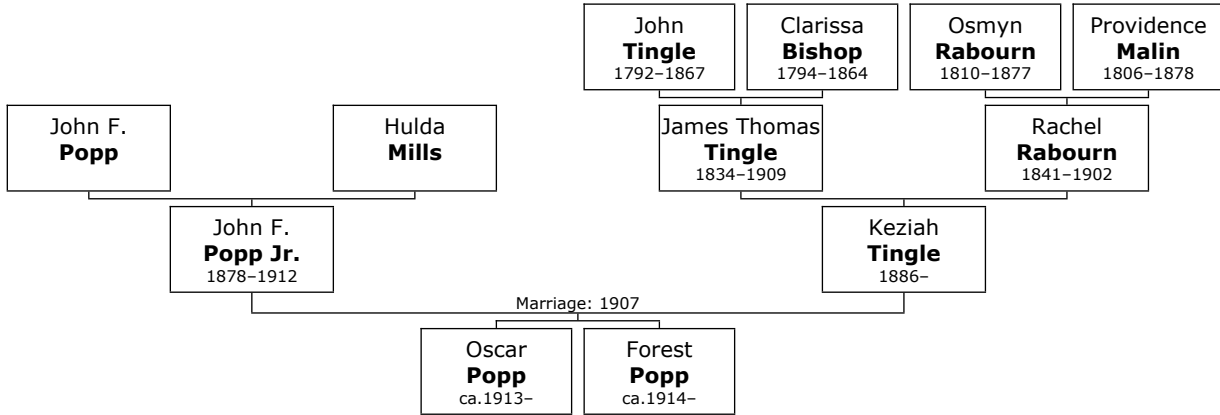 John
Tingle
1792–1867
Clarissa
Bishop
1794–1864
Osmyn
Rabourn
1810–1877
Providence
Malin
1806–1878
John F.
Popp
Hulda
Mills
James Thomas
Tingle
1834–1909
Rachel
Rabourn
1841–1902
John F.
Popp Jr.
1878–1912
Keziah
Tingle
1886–
Marriage: 1907
Oscar
Popp
ca.1913–
Forest
Popp
ca.1914–